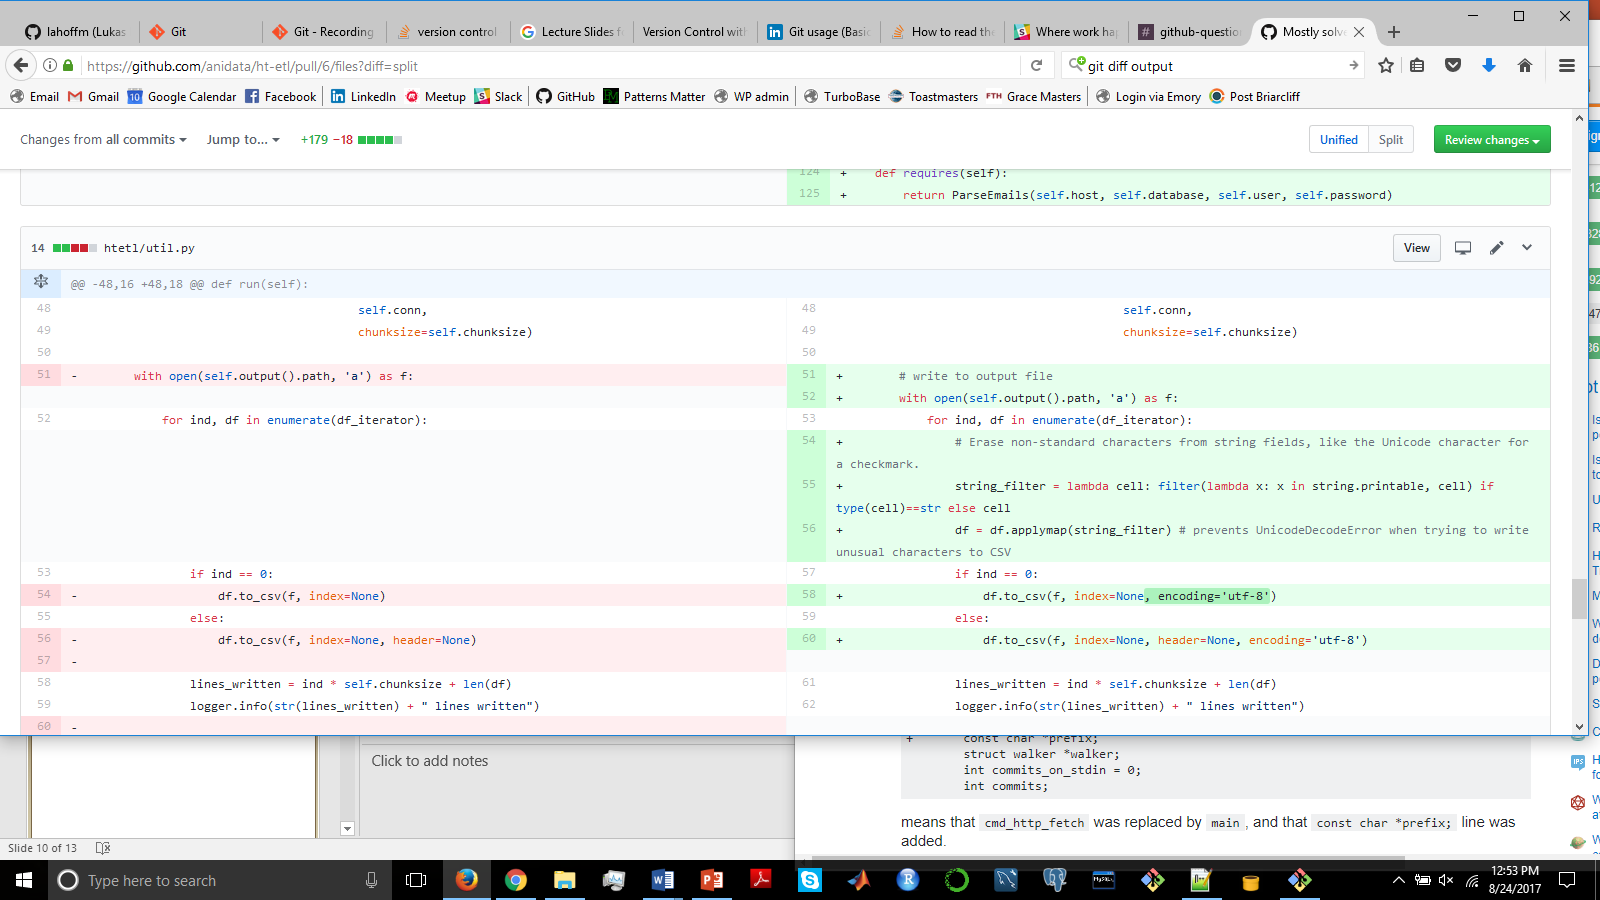 lahoffm (Lukas
Git
Git - Recording
version control
Lecture Slides f
Version Control with
Git usage (Basic
How to read the
Where work hap
github-question
Mostly solve
https://github.com/anidata/ht-etl/pull/6/files?diff=split
git diff output
Email
Gmail
Google Calendar
Facebook
LinkedIn
Meetup
Slack
GitHub
Patterns Matter
WP admin
TurboBase
Toastmasters
FTH Grace Masters
Login via Emory
Post Briarcliff
Changes from all commits
Jump to...
+179 −18
Unified
Split
Review changes
124 + def requires(self):
125 + return ParseEmails(self.host, self.database, self.user, self.password)
14 htetl/util.py
View
@@ -48,16 +48,18 @@ def run(self):
48 self.conn, 48 self.conn,
49 chunksize=self.chunksize) 49 chunksize=self.chunksize)
50 50
51 - with open(self.output().path, 'a') as f: 51 + # write to output file
52 + with open(self.output().path, 'a') as f:
52 for ind, df in enumerate(df_iterator): 53 for ind, df in enumerate(df_iterator):
54 + # Erase non-standard characters from string fields, like the Unicode character for
a checkmark.
55 + string_filter = lambda cell: filter(lambda x: x in string.printable, cell) if
type(cell)==str else cell
56 + df = df.applymap(string_filter) # prevents UnicodeDecodeError when trying to write
unusual characters to CSV
53 if ind == 0: 57 if ind == 0:
54 - df.to_csv(f, index=None) 58 + df.to_csv(f, index=None, encoding='utf-8')
55 else: 59 else:
56 - df.to_csv(f, index=None, header=None) 60 + df.to_csv(f, index=None, header=None, encoding='utf-8')
57 -
58 lines_written = ind * self.chunksize + len(df) 61 lines_written = ind * self.chunksize + len(df)
59 logger.info(str(lines_written) + " lines written") 62 logger.info(str(lines_written) + " lines written")
60 -
Click to add notes
+ const char *prefix;
struct walker *walker;
int commits_on_stdin = 0;
int commits;
means that cmd_http_fetch was replaced by main, and that const char *prefix; line was
added.
Slide 10 of 13
Type here to search
12:53 PM
8/24/2017